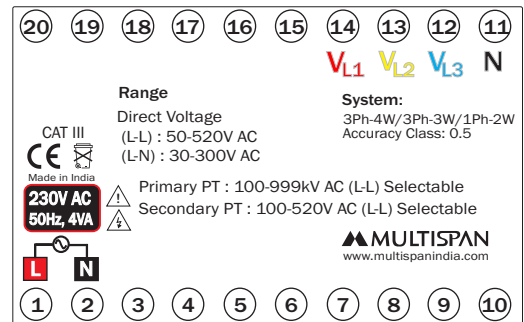 20 19 18 17 16 15 14 13 12 11
VL1 VL2 VL3 N
Range
Direct Voltage
(L-L) : 50-520V AC
(L-N) : 30-300V AC
System:
3Ph-4W/3Ph-3W/1Ph-2W
Accuracy Class: 0.5
CAT III
CE
Made in India
230V AC
50Hz, 4VA
Primary PT : 100-999kV AC (L-L) Selectable
Secondary PT : 100-520V AC (L-L) Selectable
L N
MULTISPAN
www.multispanindia.com
1 2 3 4 5 6 7 8 9 10